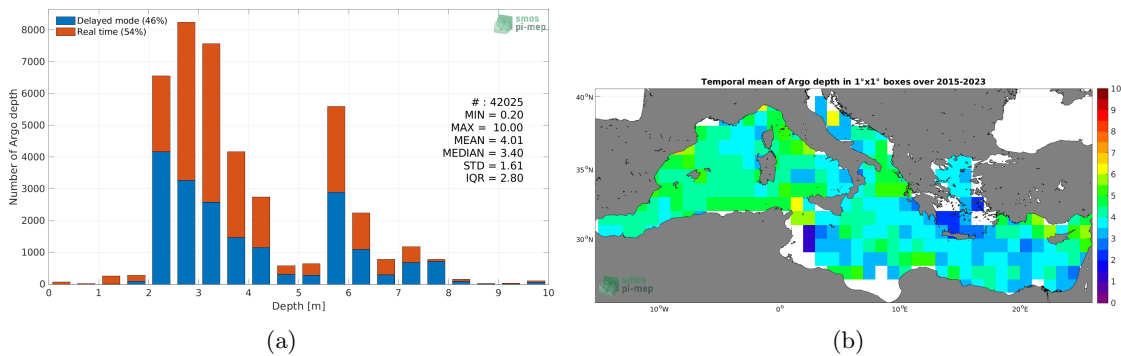 Delayed mode (46%)
Real time (54%)
smos
pi-mep
8000
7000
6000
5000
4000
3000
2000
1000
0
Number of Argo depth
# : 42025
MIN = 0.20
MAX = 10.00
MEAN = 4.01
MEDIAN = 3.40
STD = 1.61
IQR = 2.80
0 1 2 3 4 5 6 7 8 9 10
Depth [m]
(a)
Temporal mean of Argo depth in 1°x1° boxes over 2015-2023
40°N
35°N
30°N
10°W 0° 10°E 20°E
smos
pi-mep
10
9
8
7
6
5
4
3
2
1
0
(b)